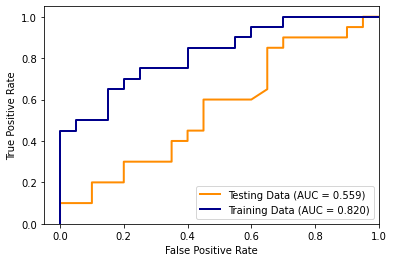 1.0
0.8
0.6
0.4
0.2
0.0
True Positive Rate
0.0 0.2 0.4 0.6 0.8 1.0
False Positive Rate
Testing Data (AUC = 0.559)
Training Data (AUC = 0.820)